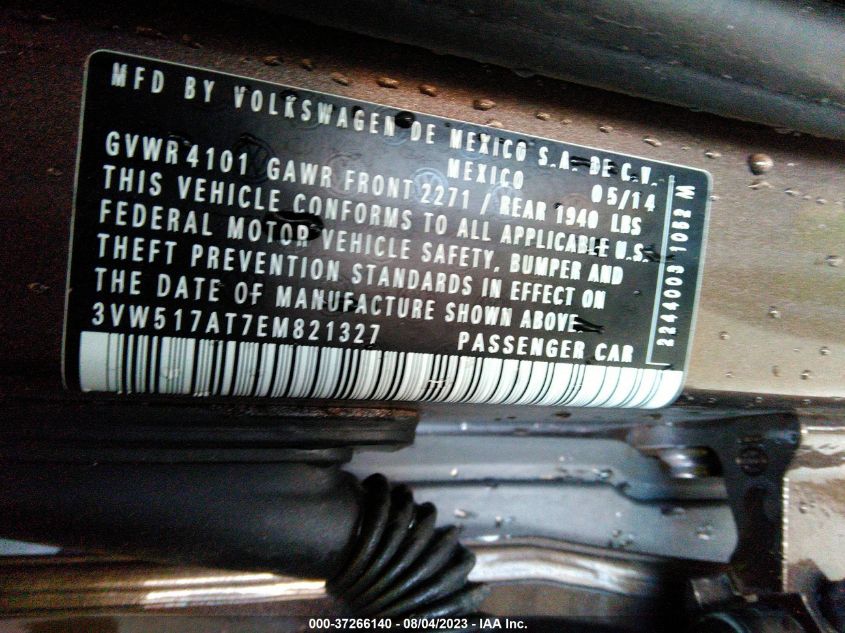 MFD BY VOLKSWAGEN DE MEXICO S.A. DE C.V.
MEXICO 05/14
GVWR 4101 GAWR FRONT 2271 / REAR 1940 LBS
THIS VEHICLE CONFORMS TO ALL APPLICABLE U.S.
FEDERAL MOTOR VEHICLE SAFETY, BUMPER AND
THEFT PREVENTION STANDARDS IN EFFECT ON
THE DATE OF MANUFACTURE SHOWN ABOVE.
3VW517AT7EM821327 PASSENGER CAR
2244003 1052 M
000-37266140 - 08/04/2023 - IAA Inc.